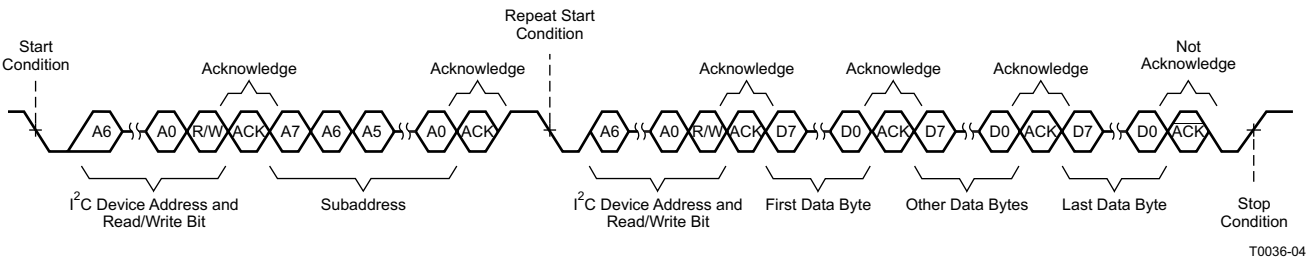 Start
Condition
Repeat Start
Condition
Not
Acknowledge
Acknowledge
Acknowledge
Acknowledge
Acknowledge
Acknowledge
A6 A0 R/W ACK A7 A6 A5 A0 ACK A6 A0 R/W ACK D7 D0 ACK D7 D0 ACK D7 D0 ACK
I²C Device Address and
Read/Write Bit
Subaddress
I²C Device Address and
Read/Write Bit
First Data Byte
Other Data Bytes
Last Data Byte
Stop
Condition
T0036-04